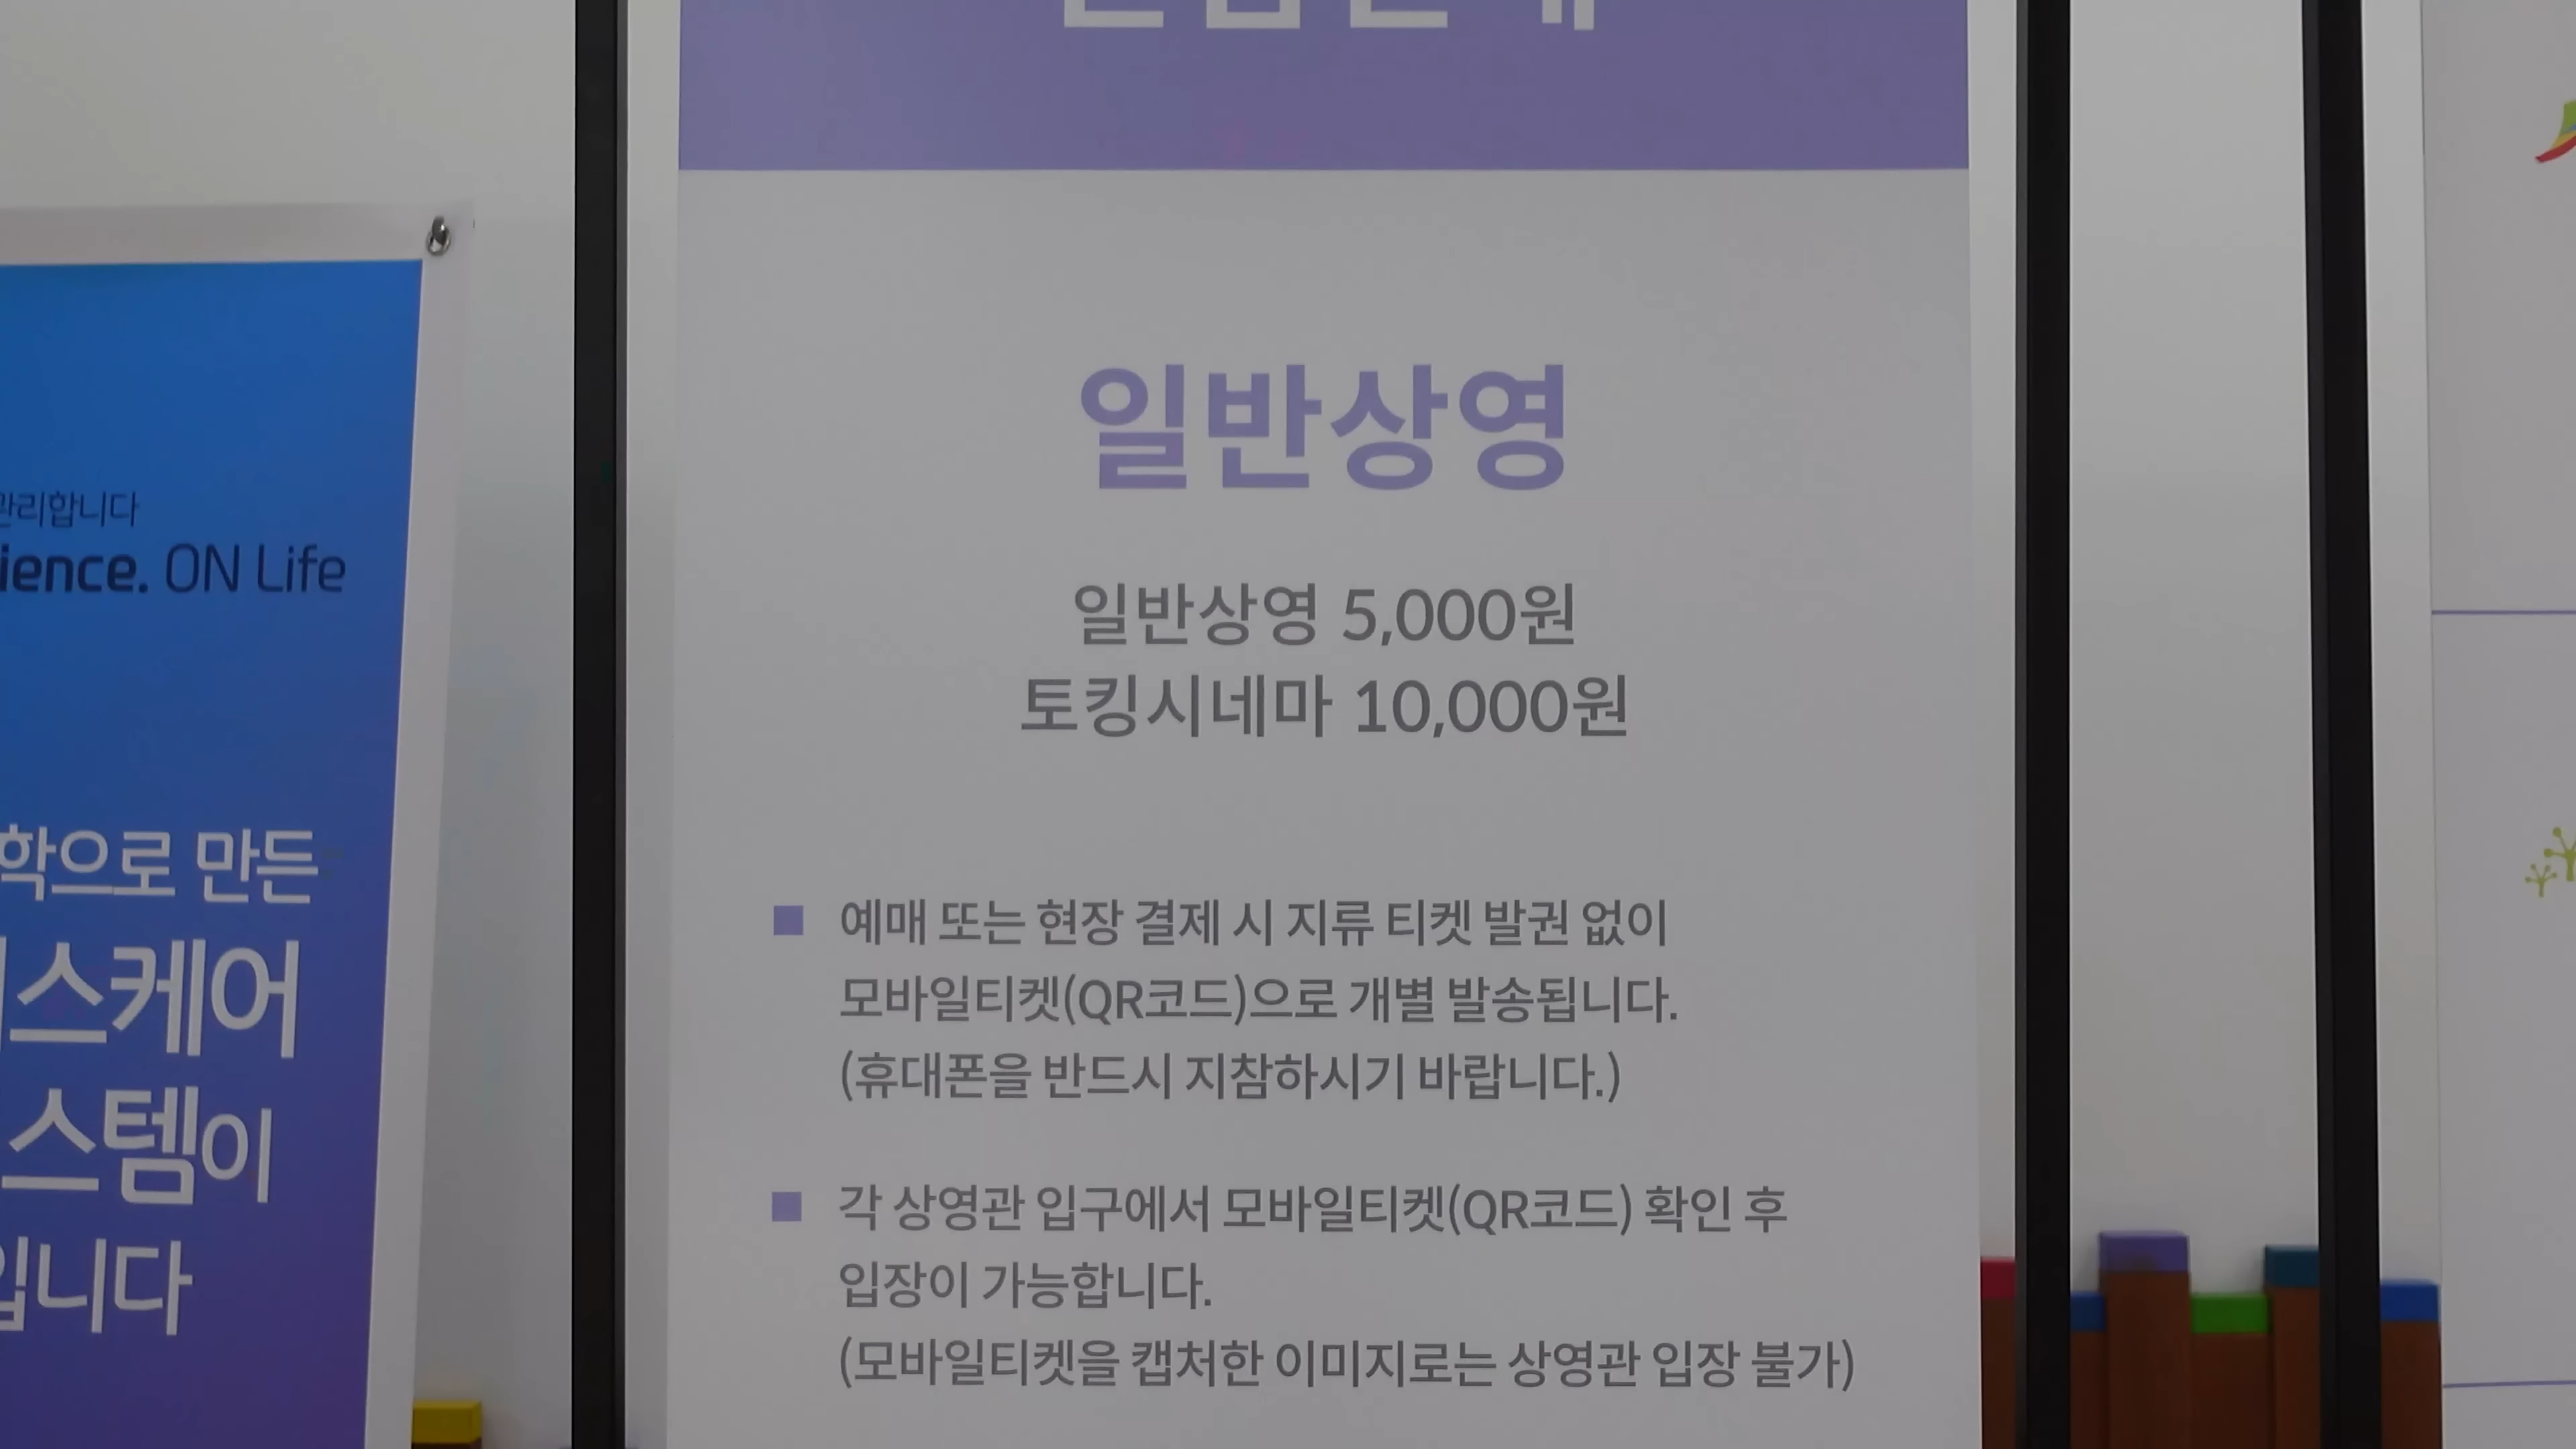 관리합니다
ience. ON Life
학으로 만든
스케어
스템이
입니다
일반상영
일반상영 5,000원
토킹시네마 10,000원
■ 예매 또는 현장 결제 시 지류 티켓 발권 없이
모바일티켓(QR코드)으로 개별 발송됩니다.
(휴대폰을 반드시 지참하시기 바랍니다.)
■ 각 상영관 입구에서 모바일티켓(QR코드) 확인 후
입장이 가능합니다.
(모바일티켓을 캡처한 이미지로는 상영관 입장 불가)